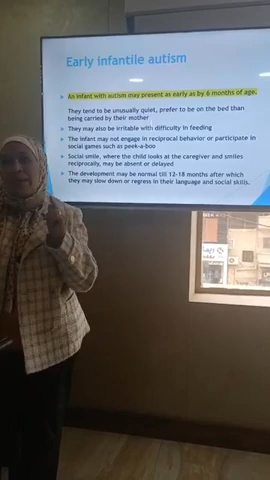 Early infantile autism
An infant with autism may present as early as by 6 months of age.
They tend to be unusually quiet, prefer to be on the bed than
being carried by their mother
They may also be irritable with difficulty in feeding
The infant may not engage in reciprocal behavior or participate in
social games such as peek-a-boo
Social smile, where the child looks at the caregiver and smiles
reciprocally, may be absent or delayed
The development may be normal till 12-18 months after which
they may slow down or regress in their language and social skills.